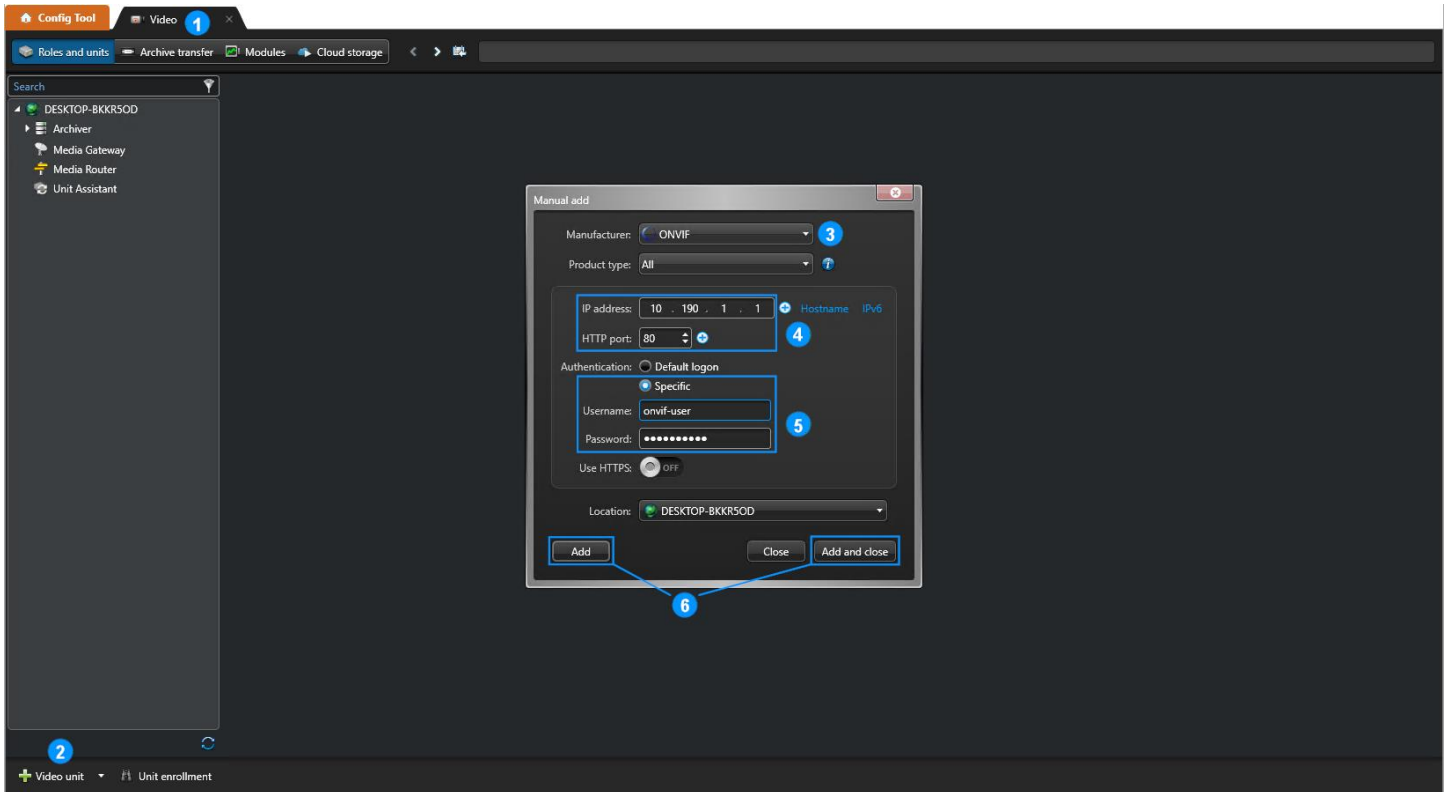 Config Tool
Video
1
Roles and units
Archive transfer
Modules
Cloud storage
Search
DESKTOP-BKKR5OD
Archiver
Media Gateway
Media Router
Unit Assistant
Manual add
Manufacturer: ONVIF
3
Product type: All
IP address: 10 . 190 . 1 . 1 Hostname IPv6
HTTP port: 80
4
Authentication: Default logon
Specific
Username: onvif-user
5
Password: ●●●●●●●●●●
Use HTTPS: OFF
Location: DESKTOP-BKKR5OD
Add Close Add and close
6
2
Video unit Unit enrollment